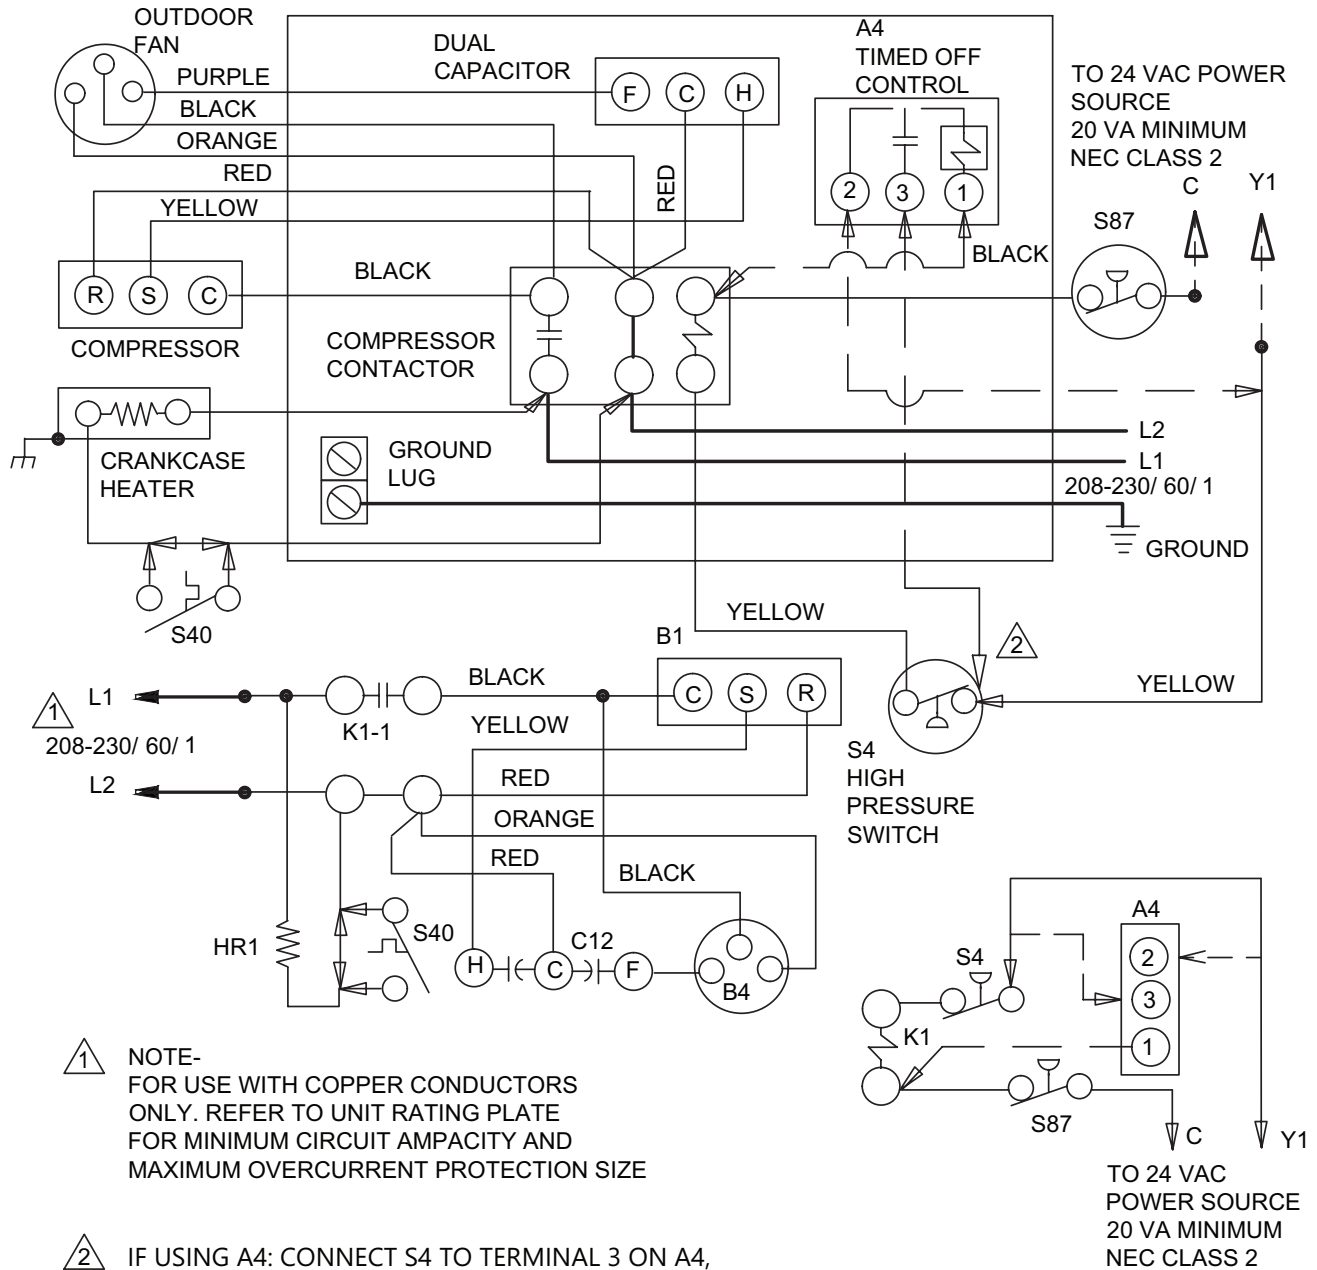 OUTDOOR
FAN
PURPLE
BLACK
ORANGE
RED
YELLOW
DUAL
CAPACITOR
F C H
RED
A4
TIMED OFF
CONTROL
2 3 1
BLACK
TO 24 VAC POWER
SOURCE
20 VA MINIMUM
NEC CLASS 2
C Y1
S87
R S C
COMPRESSOR
BLACK
COMPRESSOR
CONTACTOR
CRANKCASE
HEATER
GROUND
LUG
L2
L1
208-230/ 60/ 1
GROUND
S40
YELLOW
2
YELLOW
S4
HIGH
PRESSURE
SWITCH
B1
C S R
L1
1
208-230/ 60/ 1
L2
K1-1
BLACK
YELLOW
RED
ORANGE
RED
BLACK
HR1
S40
H C C12 F
B4
A4
2
3
1
S4
K1
S87
C Y1
TO 24 VAC
POWER SOURCE
20 VA MINIMUM
NEC CLASS 2
1 NOTE-
FOR USE WITH COPPER CONDUCTORS
ONLY. REFER TO UNIT RATING PLATE
FOR MINIMUM CIRCUIT AMPACITY AND
MAXIMUM OVERCURRENT PROTECTION SIZE
2 IF USING A4: CONNECT S4 TO TERMINAL 3 ON A4,